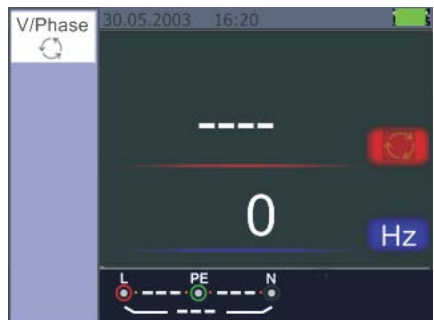 V/Phase
30.05.2003 16:20
----
0
Hz
L PE N
--- ---
---